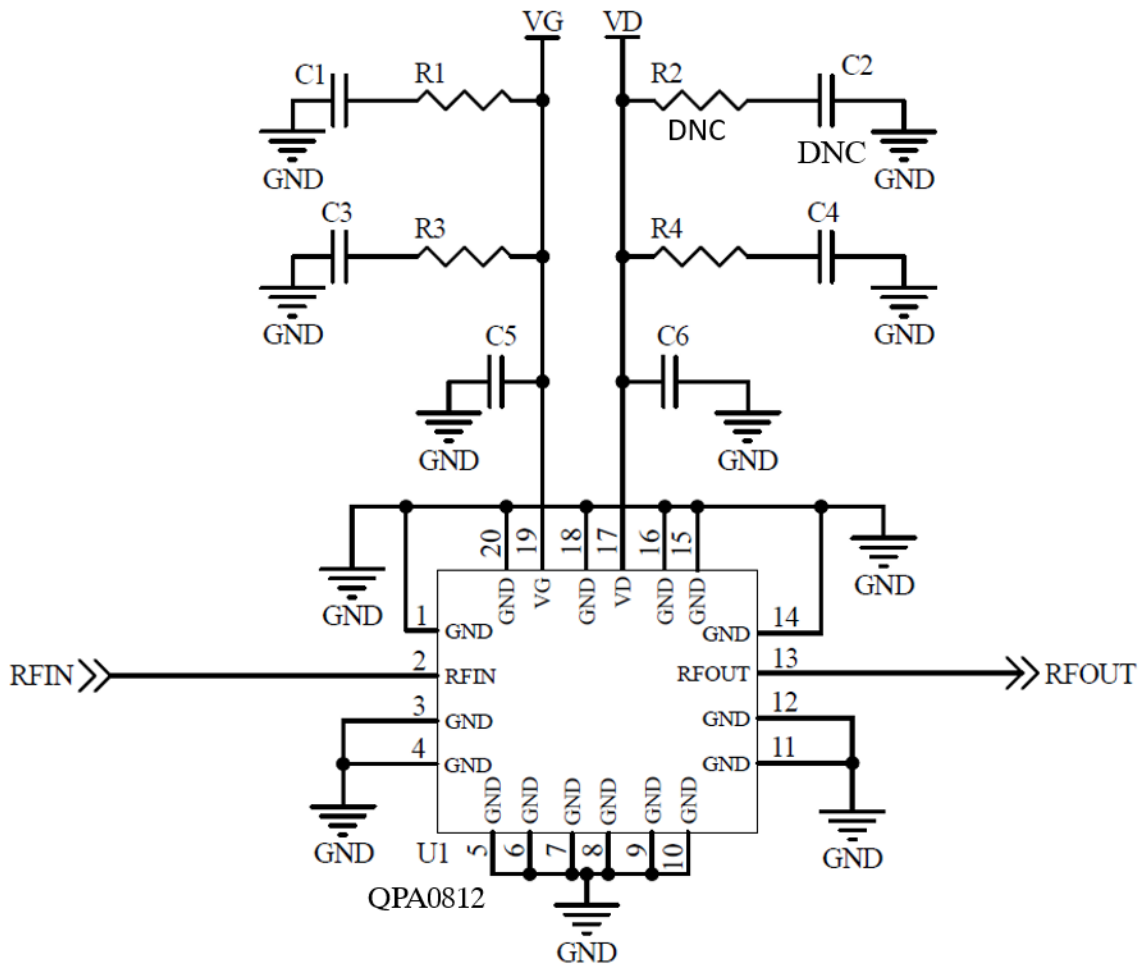 VG VD
C1 R1 R2 C2
DNC DNC
GND GND
C3 R3 R4 C4
GND GND
C5 C6
GND GND
20 19 18 17 16 15
GND VG GND VD GND GND
GND GND
1 GND GND 14
RFIN 2 RFIN RFOUT 13 RFOUT
3 GND GND 12
4 GND GND 11
GND GND GND GND GND GND
GND GND
U1 5 6 7 8 9 10
QPA0812
GND